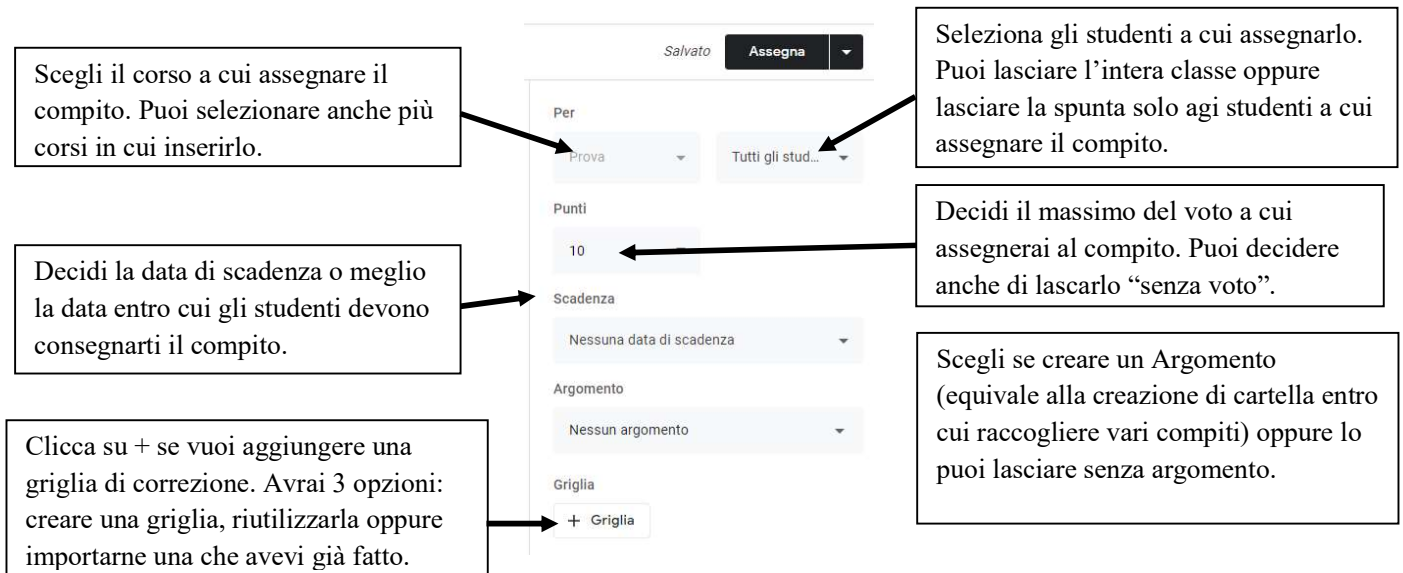 Salvato
Assegna
Scegli il corso a cui assegnare il
compito. Puoi selezionare anche più
corsi in cui inserirlo.
Seleziona gli studenti a cui assegnarlo.
Puoi lasciare l’intera classe oppure
lasciare la spunta solo agi studenti a cui
assegnare il compito.
Per
Prova
Tutti gli stud...
Punti
10
Decidi il massimo del voto a cui
assegnerai al compito. Puoi decidere
anche di lascarlo “senza voto”.
Decidi la data di scadenza o meglio
la data entro cui gli studenti devono
consegnarti il compito.
Scadenza
Nessuna data di scadenza
Scegli se creare un Argomento
(equivale alla creazione di cartella entro
cui raccogliere vari compiti) oppure lo
puoi lasciare senza argomento.
Argomento
Nessun argomento
Clicca su + se vuoi aggiungere una
griglia di correzione. Avrai 3 opzioni:
creare una griglia, riutilizzarla oppure
importarne una che avevi già fatto.
Griglia
+ Griglia